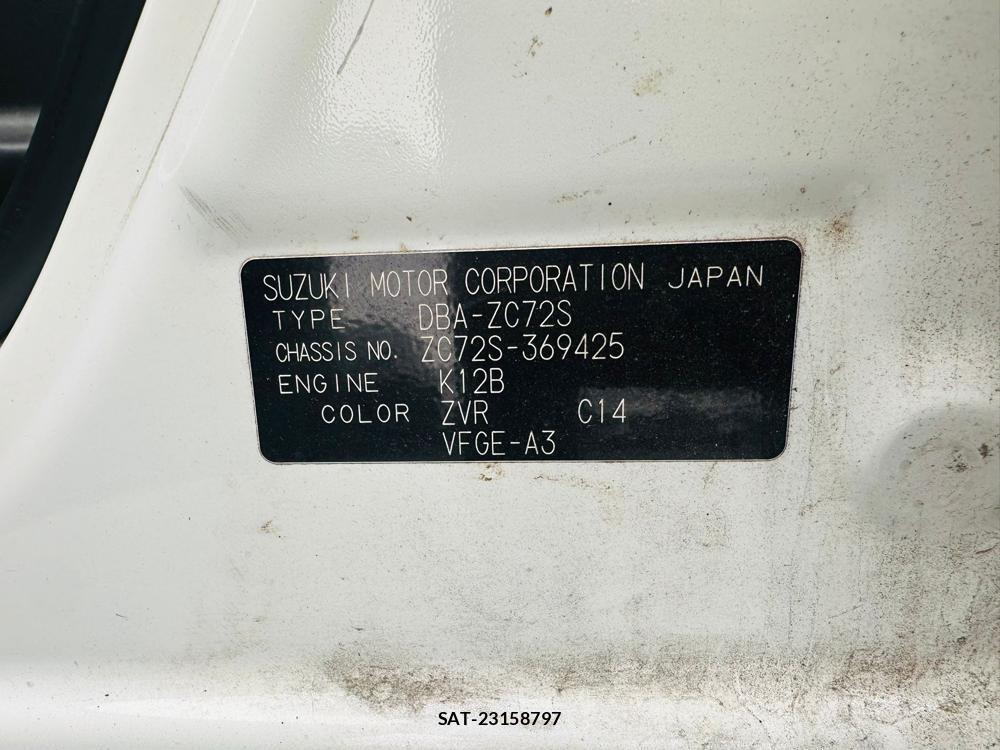 SUZUKI MOTOR CORPORATION JAPAN
TYPE DBA-ZC72S
CHASSIS NO. ZC72S-369425
ENGINE K12B
COLOR ZVR C14
VFGE-A3
SAT-23158797